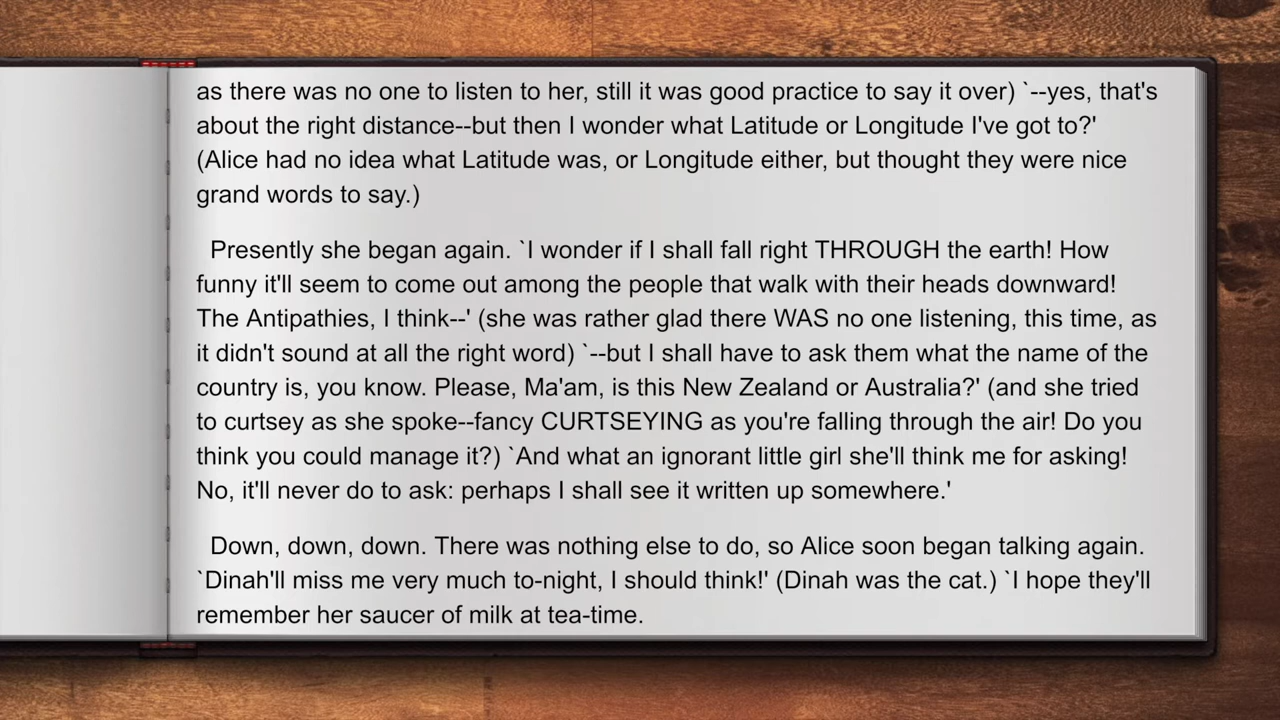 as there was no one to listen to her, still it was good practice to say it over) `--yes, that's
about the right distance--but then I wonder what Latitude or Longitude I've got to?'
(Alice had no idea what Latitude was, or Longitude either, but thought they were nice
grand words to say.)
Presently she began again. `I wonder if I shall fall right THROUGH the earth! How
funny it'll seem to come out among the people that walk with their heads downward!
The Antipathies, I think--' (she was rather glad there WAS no one listening, this time, as
it didn't sound at all the right word) `--but I shall have to ask them what the name of the
country is, you know. Please, Ma'am, is this New Zealand or Australia?' (and she tried
to curtsey as she spoke--fancy CURTSEYING as you're falling through the air! Do you
think you could manage it?) `And what an ignorant little girl she'll think me for asking!
No, it'll never do to ask: perhaps I shall see it written up somewhere.'
Down, down, down. There was nothing else to do, so Alice soon began talking again.
`Dinah'll miss me very much to-night, I should think!' (Dinah was the cat.) `I hope they'll
remember her saucer of milk at tea-time.